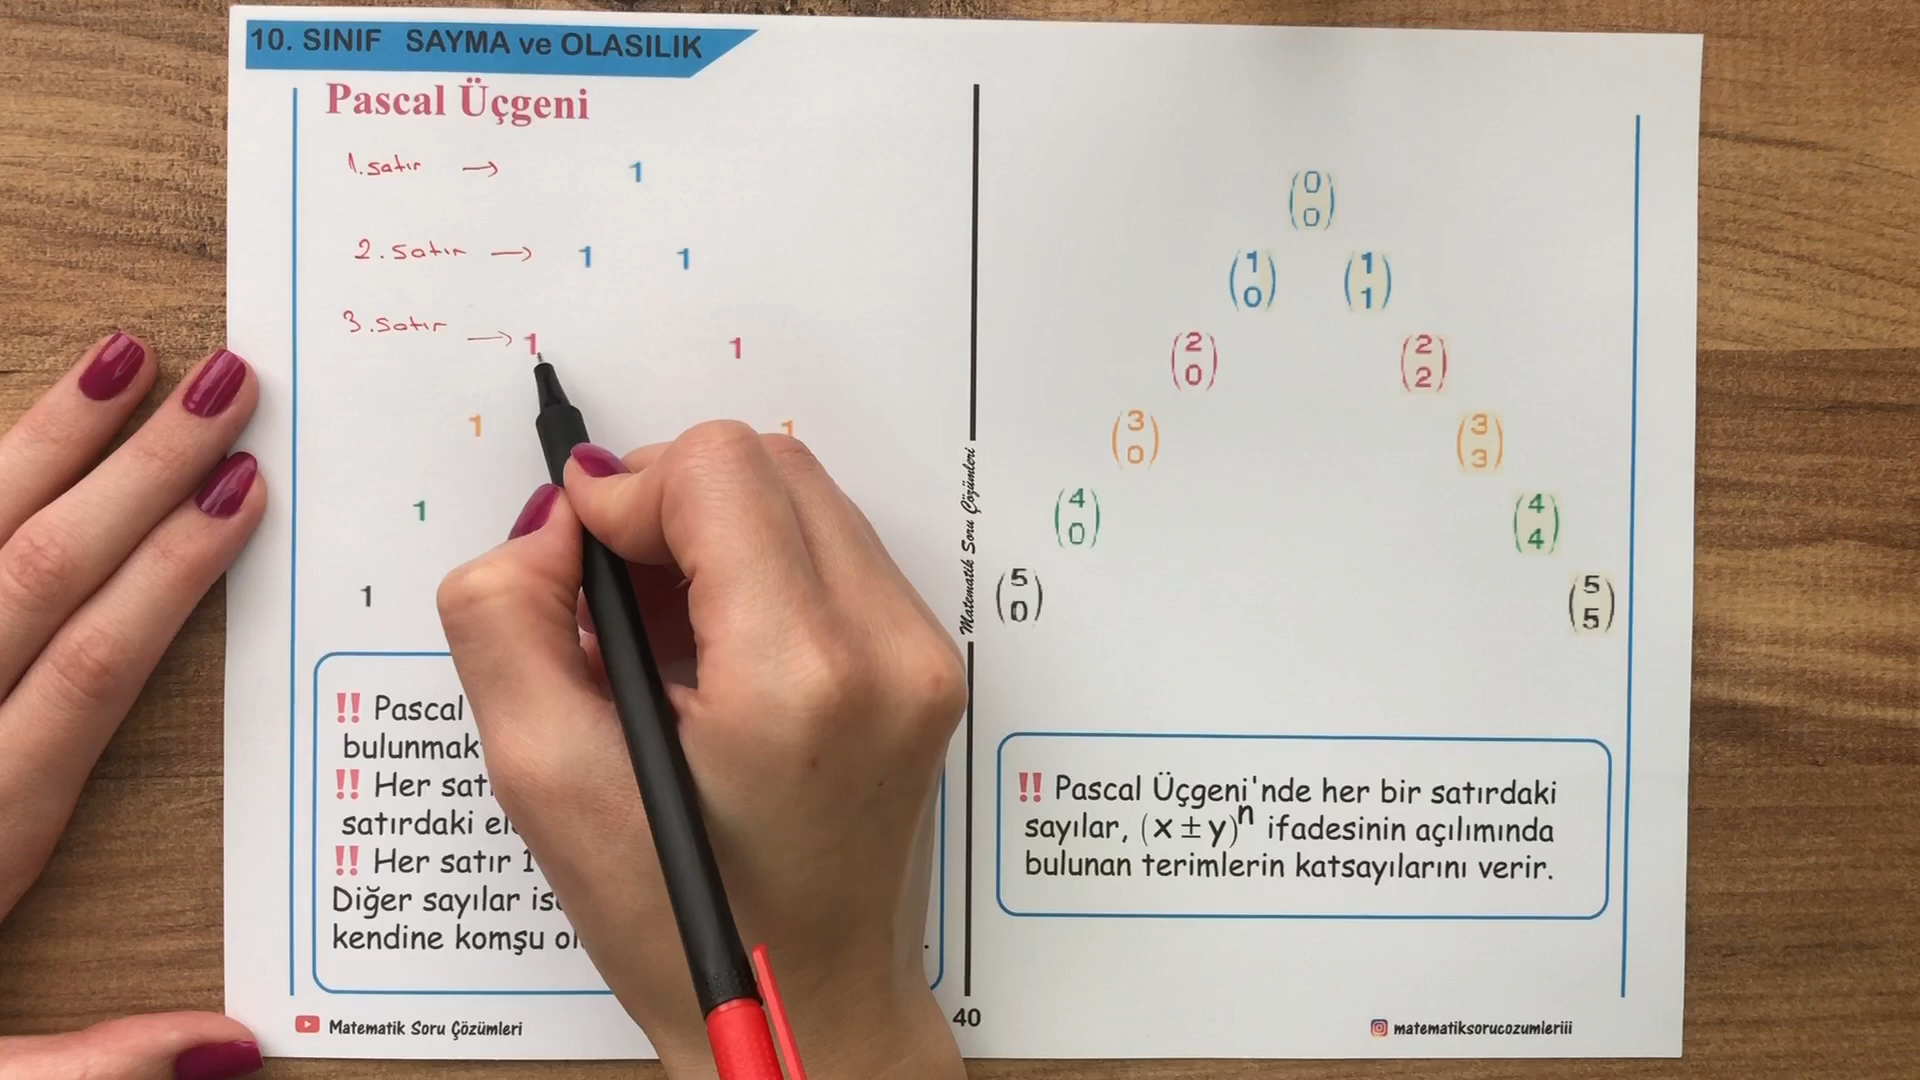 10. SINIF SAYMA ve OLASILIK
Pascal Üçgeni
1.satır → 1
2.satır → 1 1
3.satır → 1 1
1 1
1
1
!! Pascal
bulunmak
!! Her
satırdaki
!! Her satır 1
Diğer sayılar
kendine komşu
.
Matematik Soru Çözümleri
Matematik Soru Çözümleri
40
(0 0)
(1 0) (1 1)
(2 0) (2 2)
(3 0) (3 3)
(4 0) (4 4)
(5 0) (5 5)
!! Pascal Üçgeni'nde her bir satırdaki
sayılar, (x ± y)ⁿ ifadesinin açılımında
bulunan terimlerin katsayılarını verir.
matematiksorucozumleriii